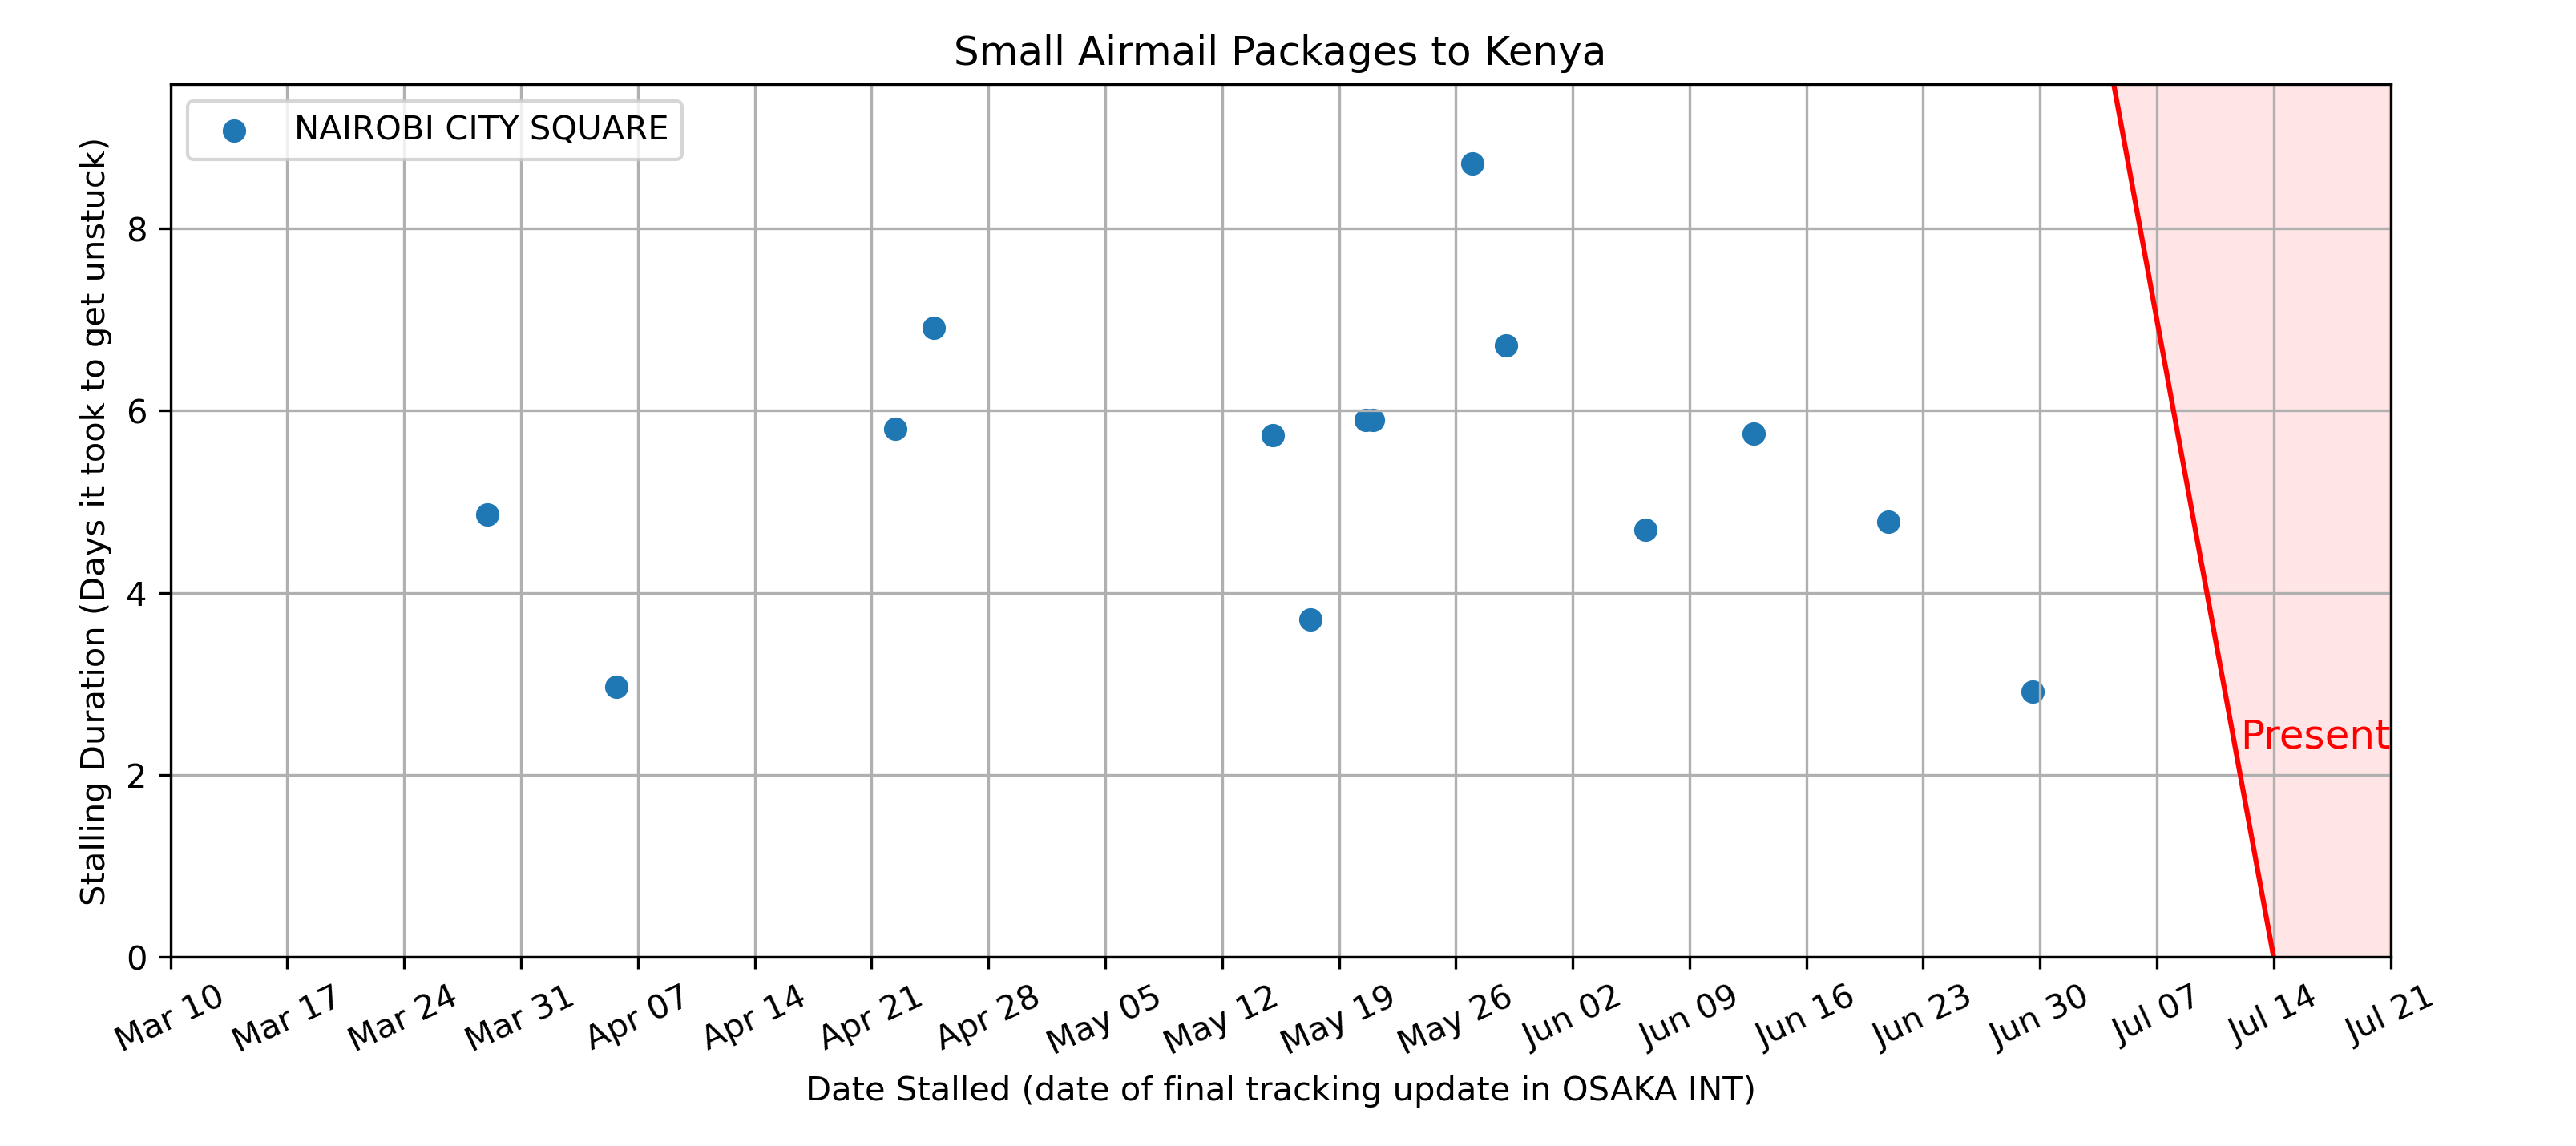 Small Airmail Packages to Kenya
NAIROBI CITY SQUARE
Stalling Duration (Days it took to get unstuck)
8
6
4
2
0
Present
Mar 10
Mar 17
Mar 24
Mar 31
Apr 07
Apr 14
Apr 21
Apr 28
May 05
May 12
May 19
May 26
Jun 02
Jun 09
Jun 16
Jun 23
Jun 30
Jul 07
Jul 14
Jul 21
Date Stalled (date of final tracking update in OSAKA INT)